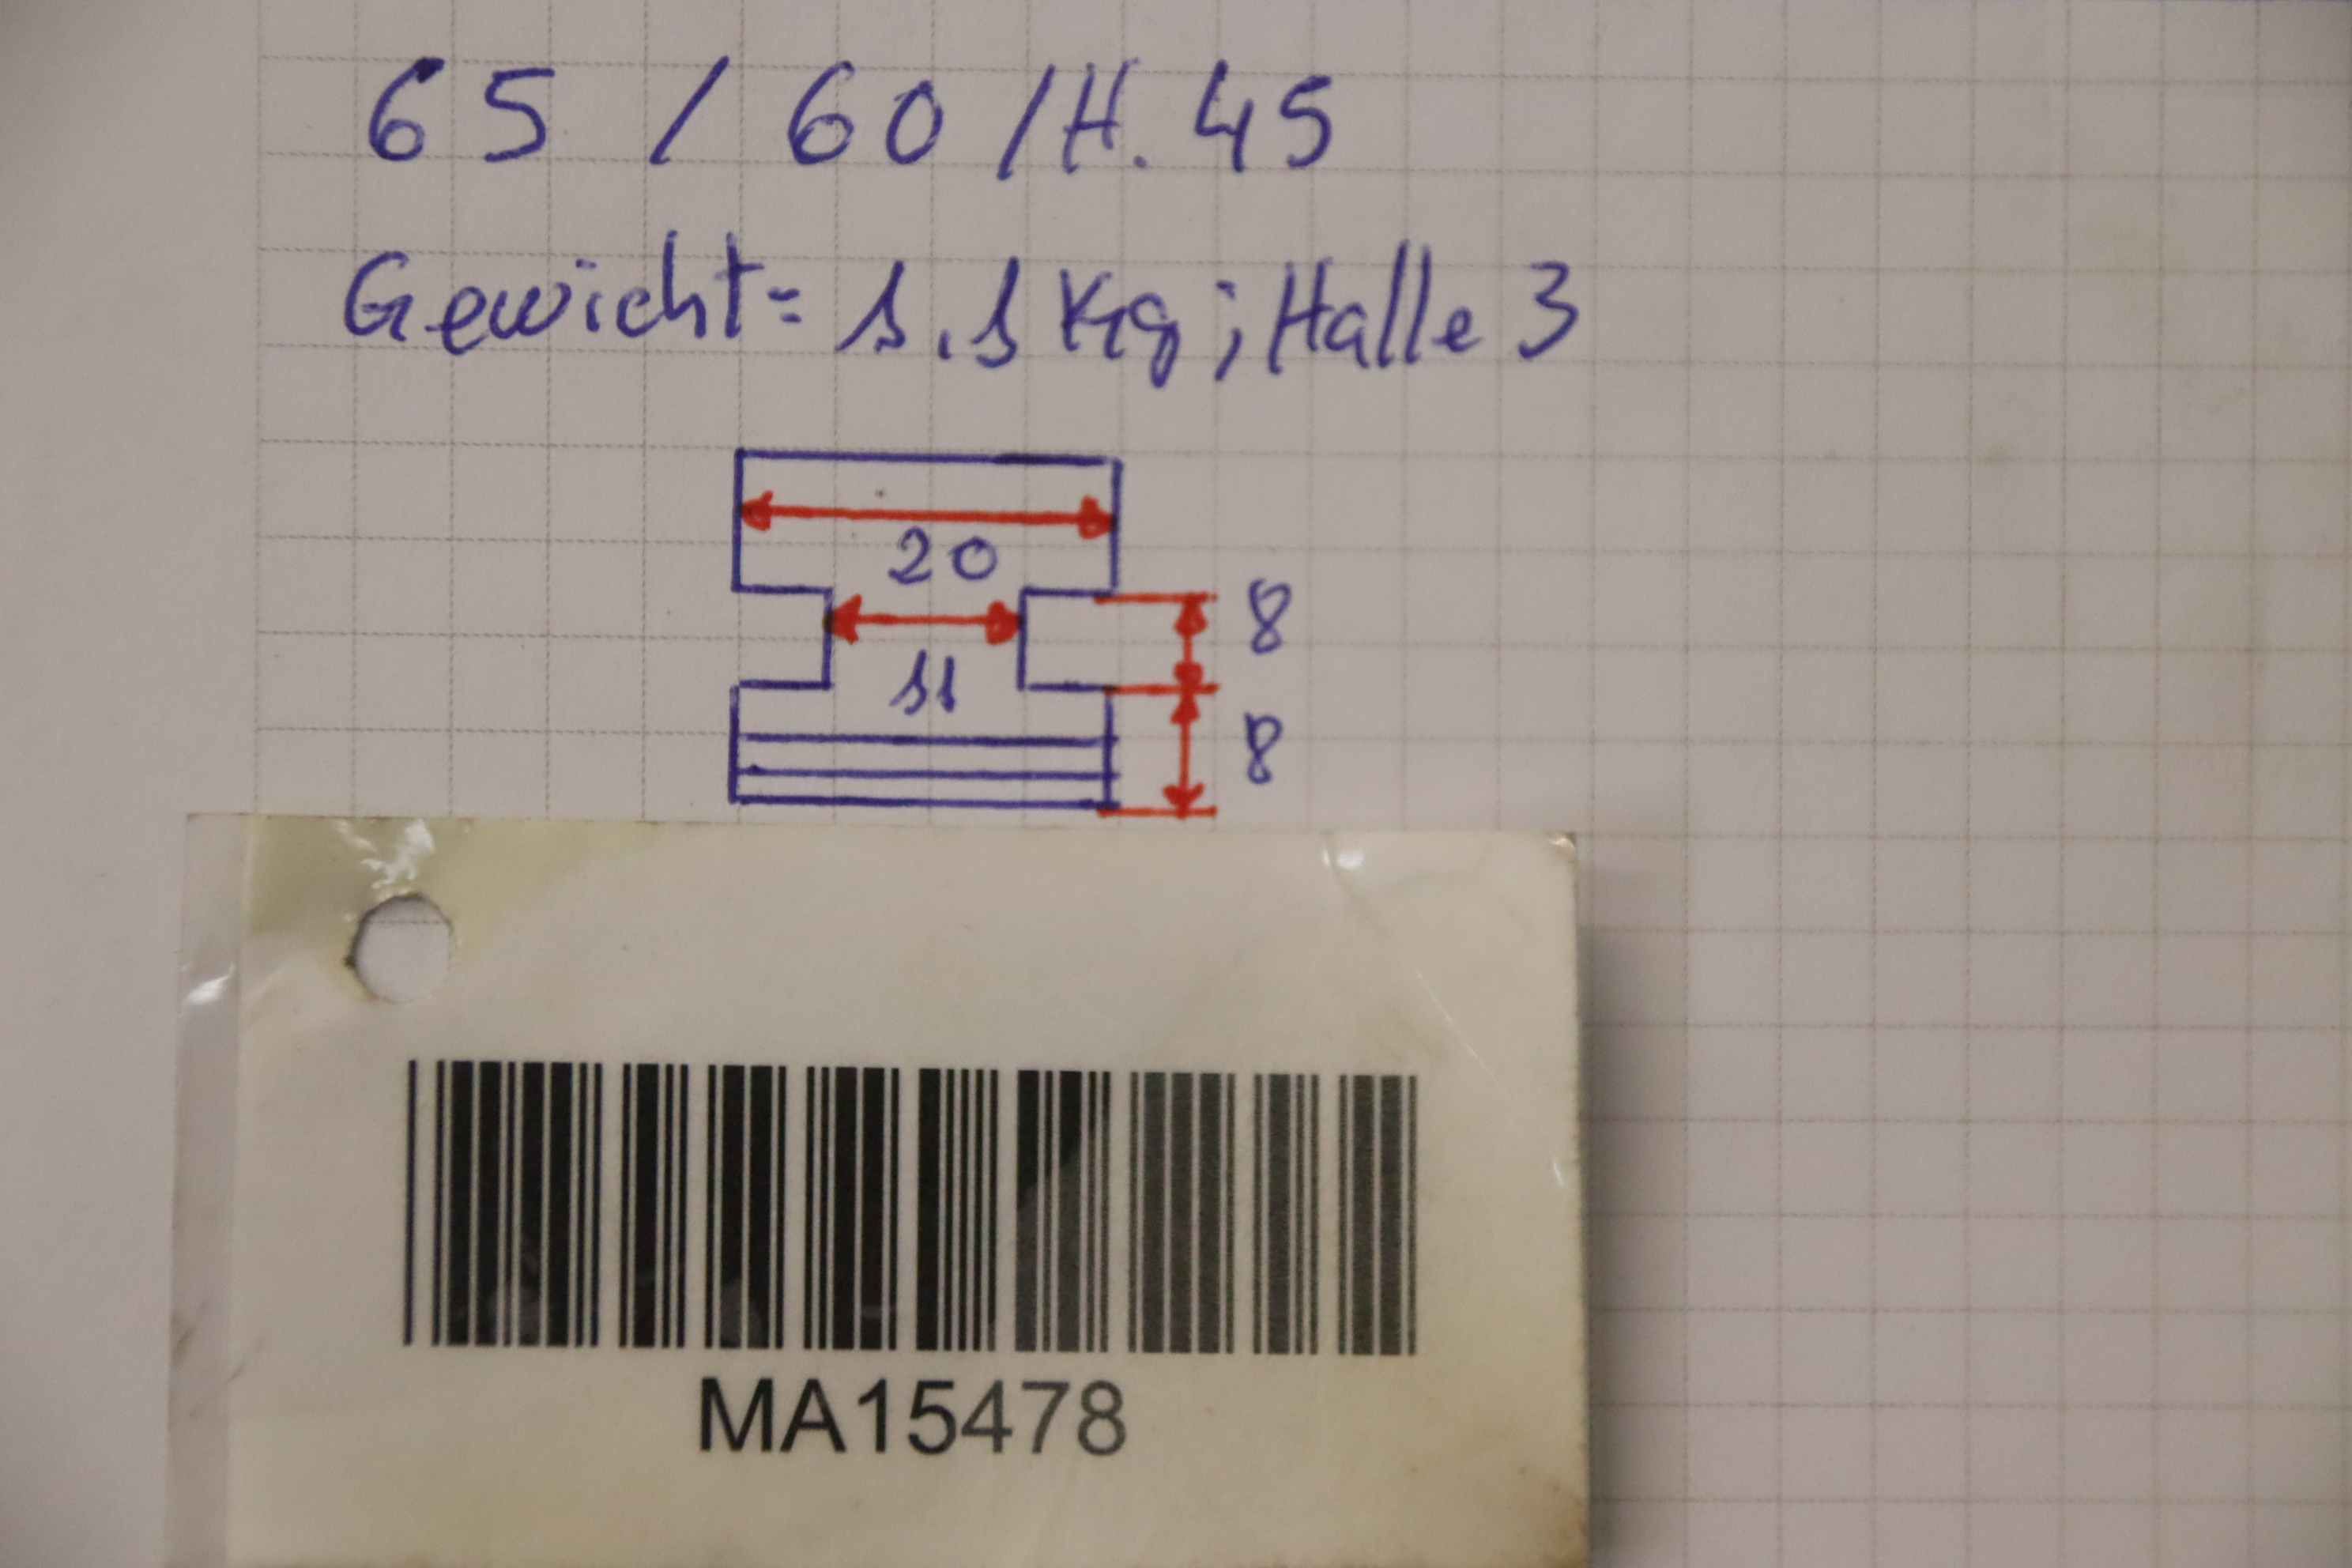 65 / 60 / H. 45
Gewicht = 1.1 Kg ; Halle 3
20
8
11
8
MA15478